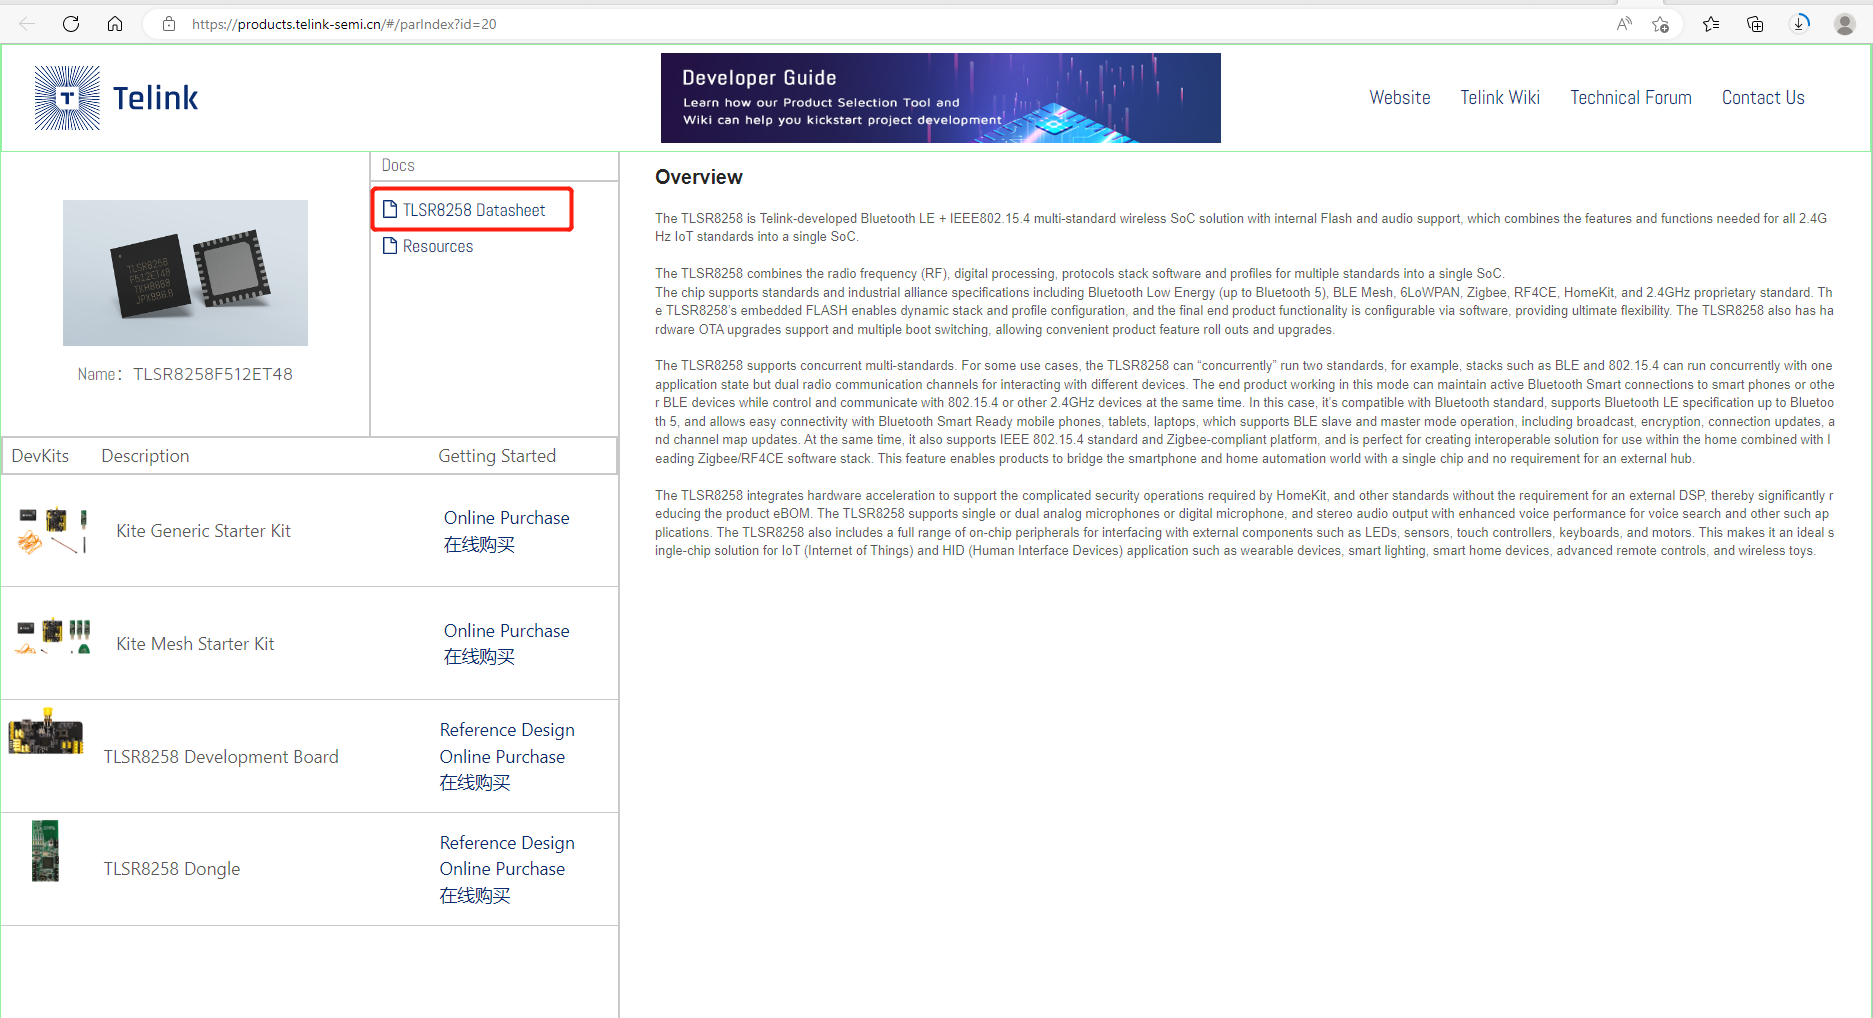 https://products.telink-semi.cn/#/parIndex?id=20
Telink
Developer Guide
Learn how our Product Selection Tool and
Wiki can help you kickstart project development
Website
Telink Wiki
Technical Forum
Contact Us
TLSR8258
F512ET48
Name：TLSR8258F512ET48
Docs
TLSR8258 Datasheet
Resources
DevKits
Description
Getting Started
Kite Generic Starter Kit
Online Purchase
在线购买
Kite Mesh Starter Kit
Online Purchase
在线购买
TLSR8258 Development Board
Reference Design
Online Purchase
在线购买
TLSR8258 Dongle
Reference Design
Online Purchase
在线购买
Overview
The TLSR8258 is Telink-developed Bluetooth LE + IEEE802.15.4 multi-standard wireless SoC solution with internal Flash and audio support, which combines the features and functions needed for all 2.4G
Hz IoT standards into a single SoC.
The TLSR8258 combines the radio frequency (RF), digital processing, protocols stack software and profiles for multiple standards into a single SoC.
The chip supports standards and industrial alliance specifications including Bluetooth Low Energy (up to Bluetooth 5), BLE Mesh, 6LoWPAN, Zigbee, RF4CE, HomeKit, and 2.4GHz proprietary standard. Th
e TLSR8258’s embedded FLASH enables dynamic stack and profile configuration, and the final end product functionality is configurable via software, providing ultimate flexibility. The TLSR8258 also has ha
rdware OTA upgrades support and multiple boot switching, allowing convenient product feature roll outs and upgrades.
The TLSR8258 supports concurrent multi-standards. For some use cases, the TLSR8258 can “concurrently” run two standards, for example, stacks such as BLE and 802.15.4 can run concurrently with one
application state but dual radio communication channels for interacting with different devices. The end product working in this mode can maintain active Bluetooth Smart connections to smart phones or othe
r BLE devices while control and communicate with 802.15.4 or other 2.4GHz devices at the same time. In this case, it’s compatible with Bluetooth standard, supports Bluetooth LE specification up to Bluetoo
th 5, and allows easy connectivity with Bluetooth Smart Ready mobile phones, tablets, laptops, which supports BLE slave and master mode operation, including broadcast, encryption, connection updates, a
nd channel map updates. At the same time, it also supports IEEE 802.15.4 standard and Zigbee-compliant platform, and is perfect for creating interoperable solution for use within the home combined with l
eading Zigbee/RF4CE software stack. This feature enables products to bridge the smartphone and home automation world with a single chip and no requirement for an external hub.
The TLSR8258 integrates hardware acceleration to support the complicated security operations required by HomeKit, and other standards without the requirement for an external DSP, thereby significantly r
educing the product eBOM. The TLSR8258 supports single or dual analog microphones or digital microphone, and stereo audio output with enhanced voice performance for voice search and other such ap
plications. The TLSR8258 also includes a full range of on-chip peripherals for interfacing with external components such as LEDs, sensors, touch controllers, keyboards, and motors. This makes it an ideal s
ingle-chip solution for IoT (Internet of Things) and HID (Human Interface Devices) application such as wearable devices, smart lighting, smart home devices, advanced remote controls, and wireless toys.